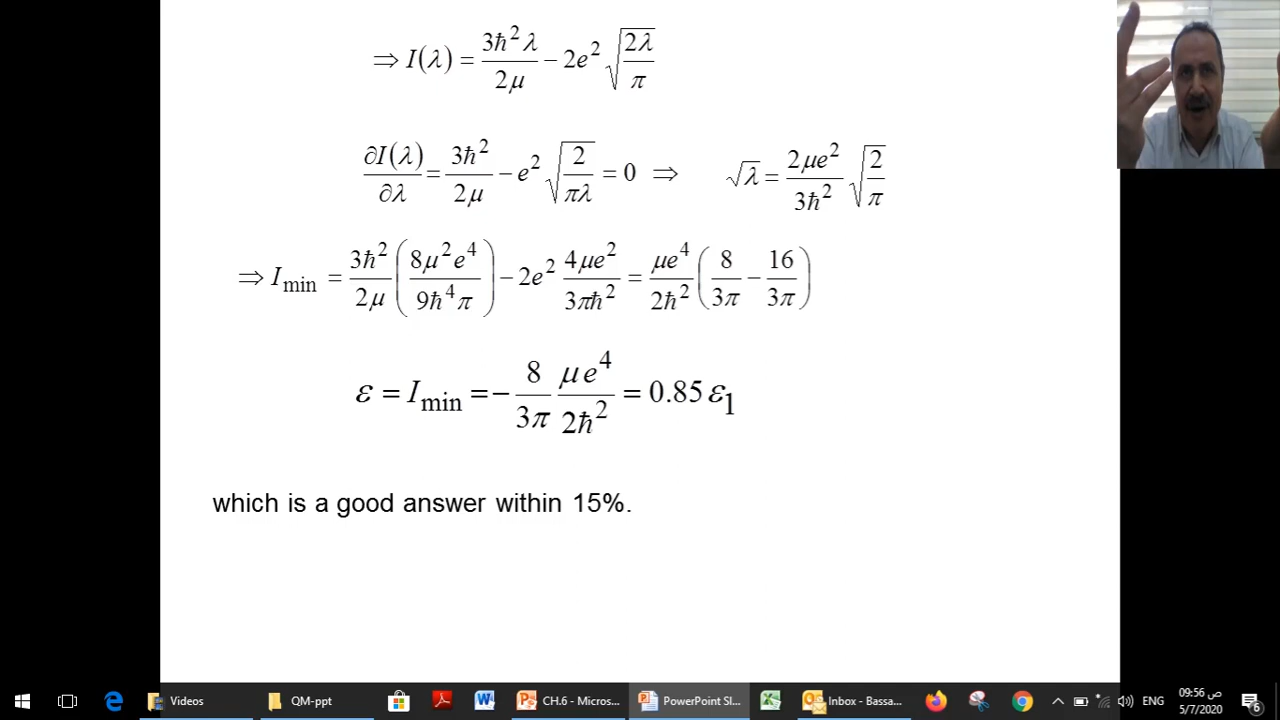 ⇒ I(λ) = 3ħ²λ/2μ − 2e² √(2λ/π)
∂I(λ)/∂λ = 3ħ²/2μ − e² √(2/πλ) = 0 ⇒ √λ = 2μe²/3ħ² √(2/π)
⇒ I_min = 3ħ²/2μ (8μ²e⁴/9ħ⁴π) − 2e² 4μe²/3πħ² = μe⁴/2ħ² (8/3π − 16/3π)
ε = I_min = − 8/3π μe⁴/2ħ² = 0.85 ε₁
which is a good answer within 15%.
Videos
QM-ppt
CH.6 - Micros...
PowerPoint Sl...
Inbox - Bassa...
ENG
09:56 ص
5/7/2020
6